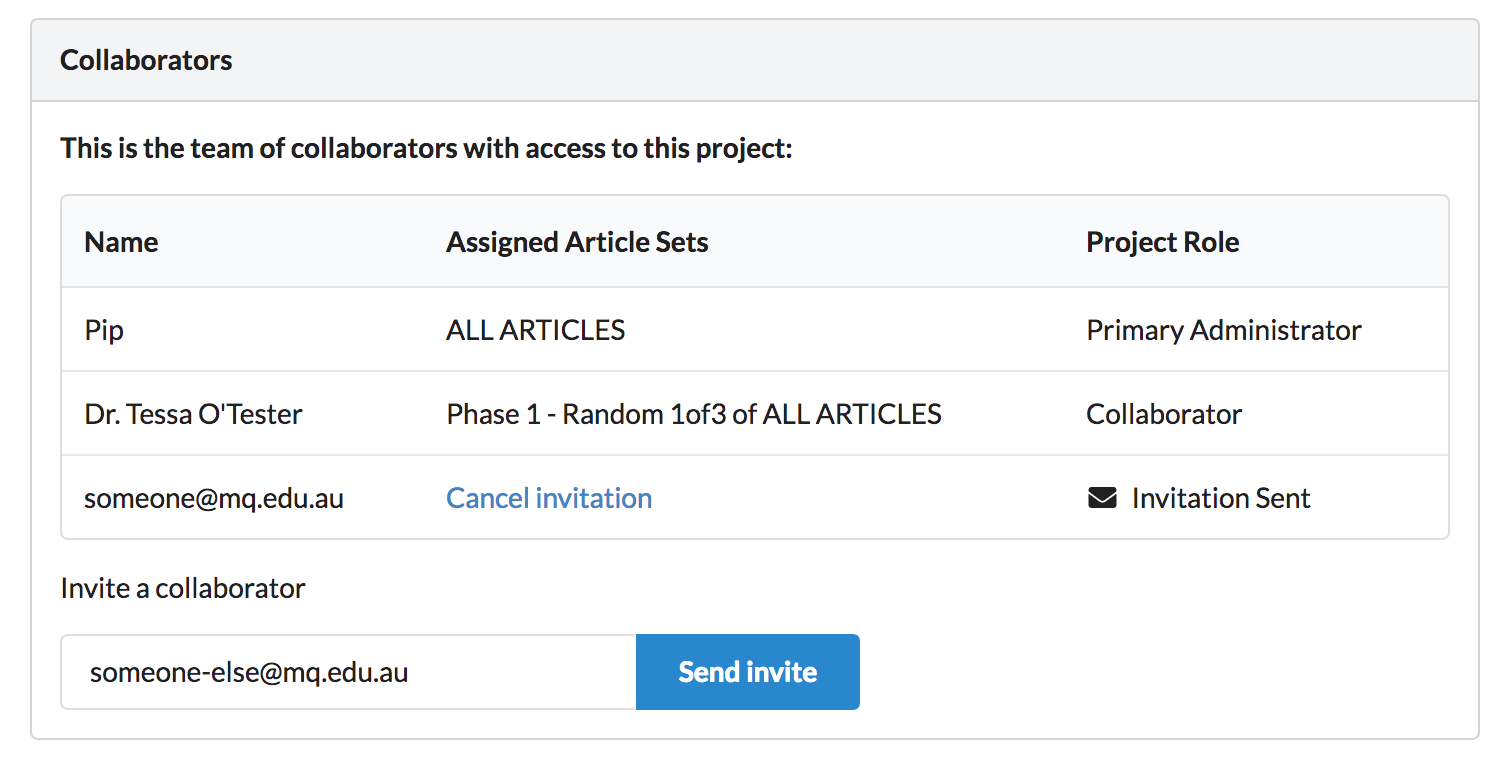 Collaborators
This is the team of collaborators with access to this project:
Name Assigned Article Sets Project Role
Pip ALL ARTICLES Primary Administrator
Dr. Tessa O'Tester Phase 1 - Random 1of3 of ALL ARTICLES Collaborator
someone@mq.edu.au Cancel invitation Invitation Sent
Invite a collaborator
someone-else@mq.edu.au Send invite